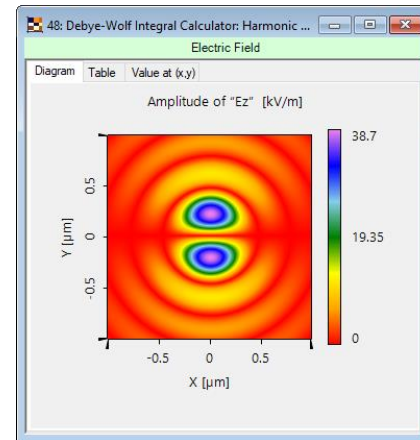 48: Debye-Wolf Integral Calculator: Harmonic ...
Electric Field
Diagram Table Value at (x,y)
Amplitude of "Ez" [kV/m]
38.7
0.5
19.35
0
-0.5
0
Y [µm]
-0.5 0 0.5
X [µm]